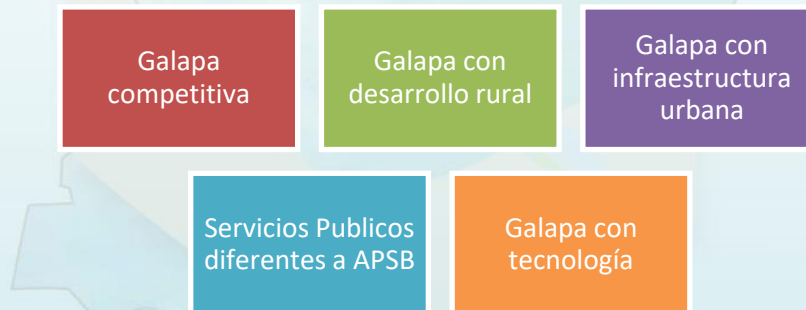 Galapa
competitiva
Galapa con
desarrollo rural
Galapa con
infraestructura
urbana
Servicios Publicos
diferentes a APSB
Galapa con
tecnología